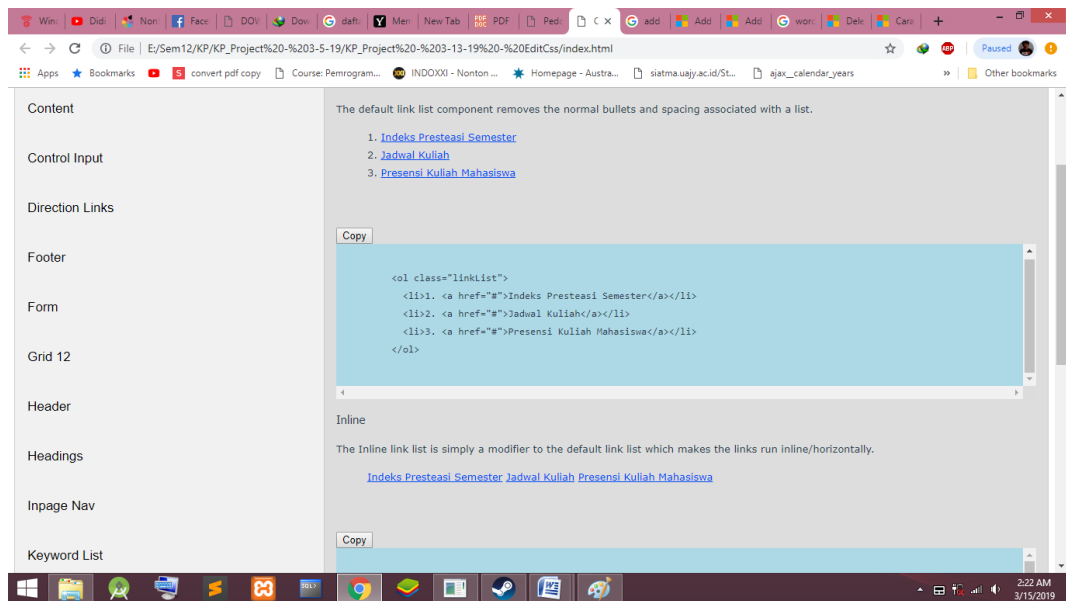 Win:
Didi
Non
Face
DOV
Dow
dafta
Men
New Tab
PDF
Peda
C
add
Add
Add
word
Dele
Cara
File | E:/Sem12/KP/KP_Project%20-%203-5-19/KP_Project%20-%203-13-19%20-%20EditCss/index.html
ABP
Paused
Apps
Bookmarks
convert pdf copy
Course: Pemrogram...
INDOXXI - Nonton ...
Homepage - Austra...
siatma.uajy.ac.id/St...
ajax_calendar_years
»
Other bookmarks
Content
Control Input
Direction Links
Footer
Form
Grid 12
Header
Headings
Inpage Nav
Keyword List
The default link list component removes the normal bullets and spacing associated with a list.
1. Indeks Presteasi Semester
2. Jadwal Kuliah
3. Presensi Kuliah Mahasiswa
Copy
<ol class="linkList">
<li>1. <a href="#">Indeks Presteasi Semester</a></li>
<li>2. <a href="#">Jadwal Kuliah</a></li>
<li>3. <a href="#">Presensi Kuliah Mahasiswa</a></li>
</ol>
Inline
The Inline link list is simply a modifier to the default link list which makes the links run inline/horizontally.
Indeks Presteasi Semester Jadwal Kuliah Presensi Kuliah Mahasiswa
Copy
SQL>
2:22 AM
3/15/2019